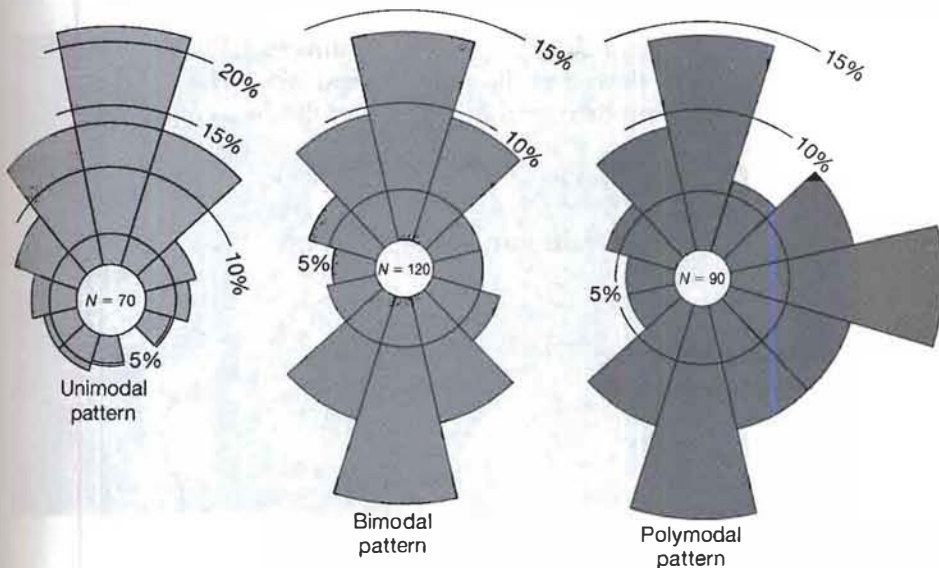 20%
15%
10%
5%
N = 70
Unimodal
pattern
15%
10%
5%
N = 120
Bimodal
pattern
15%
10%
5%
N = 90
Polymodal
pattern